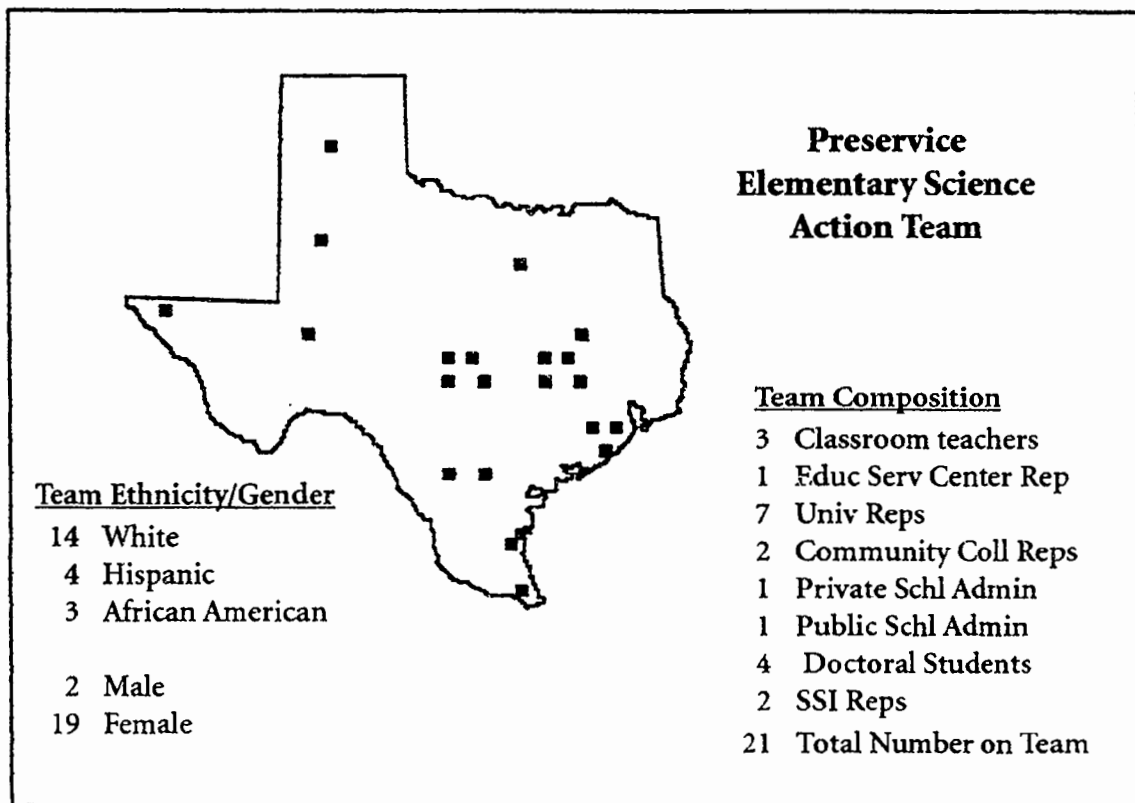 Preservice
Elementary Science
Action Team
Team Ethnicity/Gender
14 White
4 Hispanic
3 African American
2 Male
19 Female
Team Composition
3 Classroom teachers
1 Educ Serv Center Rep
7 Univ Reps
2 Community Coll Reps
1 Private Schl Admin
1 Public Schl Admin
4 Doctoral Students
2 SSI Reps
21 Total Number on Team